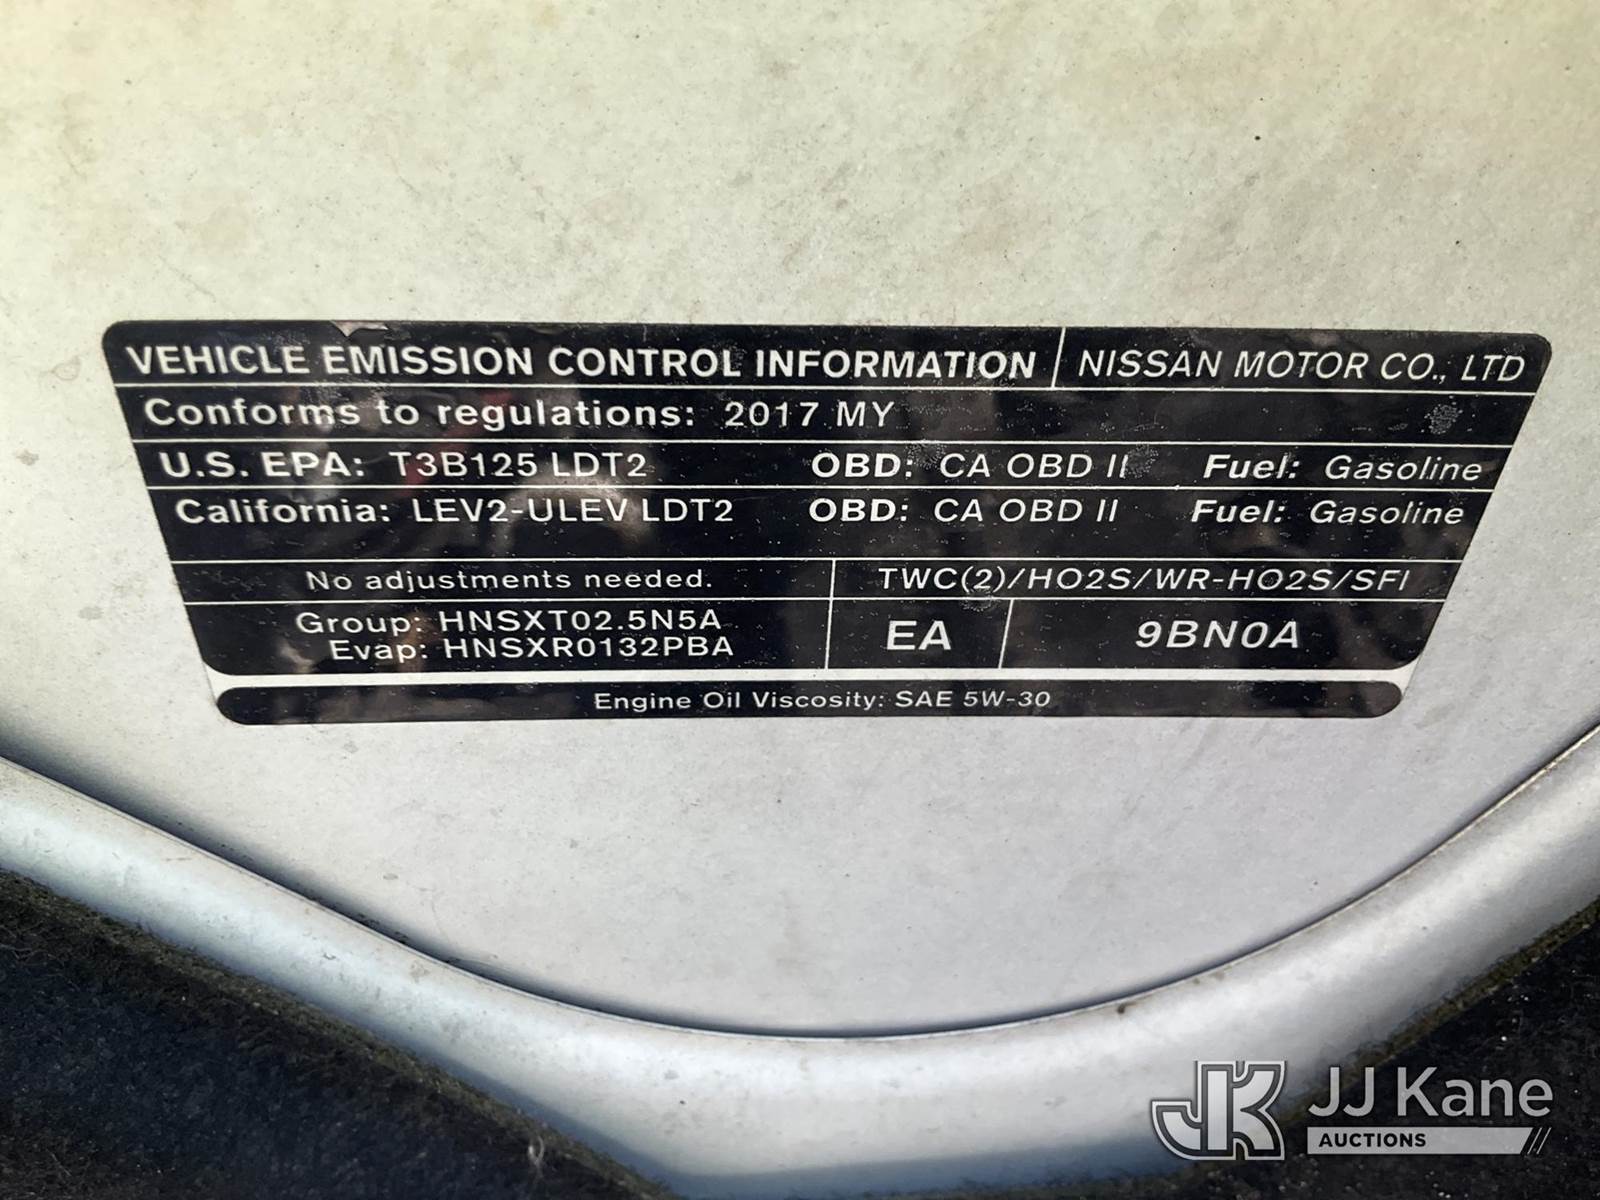 VEHICLE EMISSION CONTROL INFORMATION NISSAN MOTOR CO., LTD
Conforms to regulations: 2017 MY
U.S. EPA: T3B125 LDT2 OBD: CA OBD II Fuel: Gasoline
California: LEV2-ULEV LDT2 OBD: CA OBD II Fuel: Gasoline
No adjustments needed. TWC(2)/HO2S/WR-HO2S/SFI
Group: HNSXT02.5N5A
Evap: HNSXR0132PBA
EA 9BN0A
Engine Oil Viscosity: SAE 5W-30
JK JJ Kane
AUCTIONS